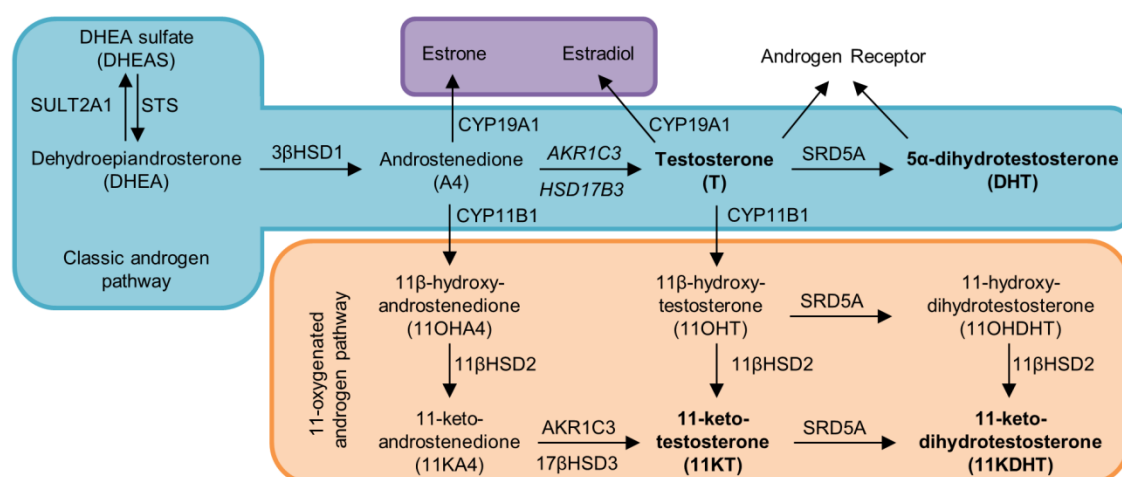 DHEA sulfate
(DHEAS)
SULT2A1
STS
Dehydroepiandrosterone
(DHEA)
Classic androgen
pathway
3βHSD1
Estrone
Estradiol
CYP19A1
CYP19A1
Androgen Receptor
Androstenedione
(A4)
AKR1C3
HSD17B3
Testosterone
(T)
SRD5A
5α-dihydrotestosterone
(DHT)
CYP11B1
CYP11B1
11-oxygenated
androgen pathway
11β-hydroxy-
androstenedione
(11OHA4)
11β-hydroxy-
testosterone
(11OHT)
SRD5A
11-hydroxy-
dihydrotestosterone
(11OHDHT)
11βHSD2
11βHSD2
11βHSD2
11-keto-
androstenedione
(11KA4)
AKR1C3
17βHSD3
11-keto-
testosterone
(11KT)
SRD5A
11-keto-
dihydrotestosterone
(11KDHT)